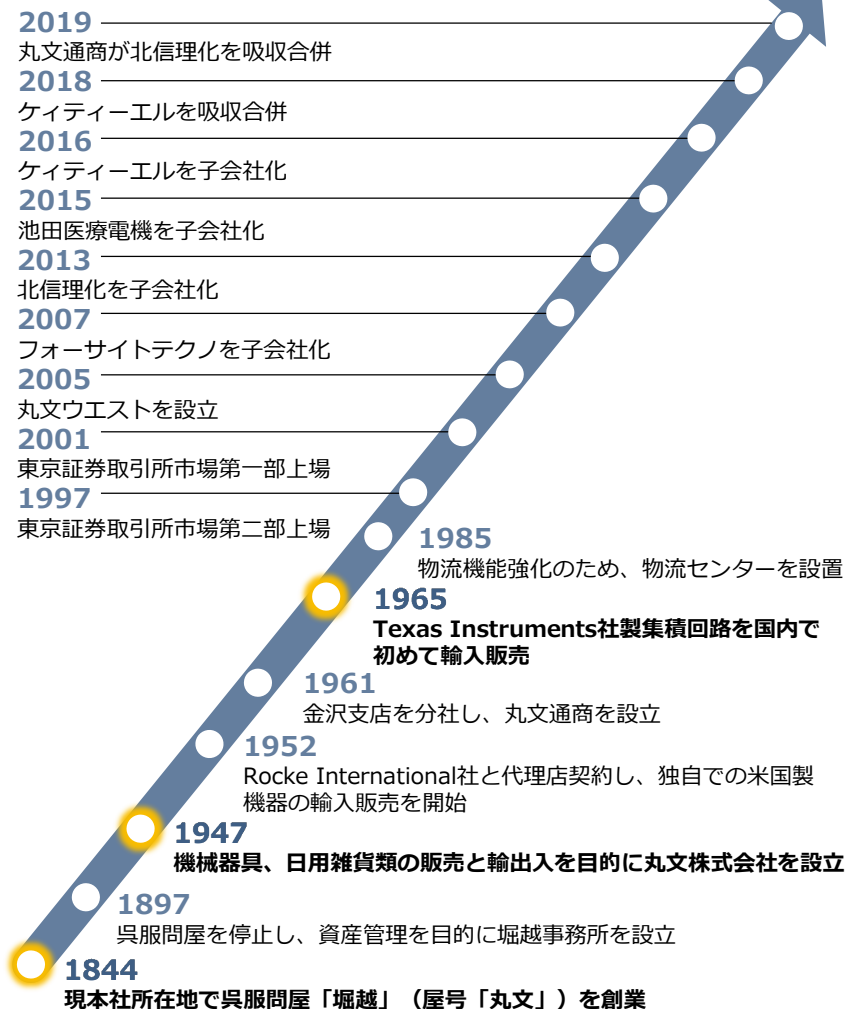 2019
丸文通商が北信理化を吸収合併
2018
ケィティーエルを吸収合併
2016
ケィティーエルを子会社化
2015
池田医療電機を子会社化
2013
北信理化を子会社化
2007
フォーサイトテクノを子会社化
2005
丸文ウエストを設立
2001
東京証券取引所市場第一部上場
1997
東京証券取引所市場第二部上場
1985
物流機能強化のため、物流センターを設置
1965
Texas Instruments社製集積回路を国内で
初めて輸入販売
1961
金沢支店を分社し、丸文通商を設立
1952
Rocke International社と代理店契約し、独自での米国製
機器の輸入販売を開始
1947
機械器具、日用雑貨類の販売と輸出入を目的に丸文株式会社を設立
1897
呉服問屋を停止し、資産管理を目的に堀越事務所を設立
1844
現本社所在地で呉服問屋「堀越」（屋号「丸文」）を創業